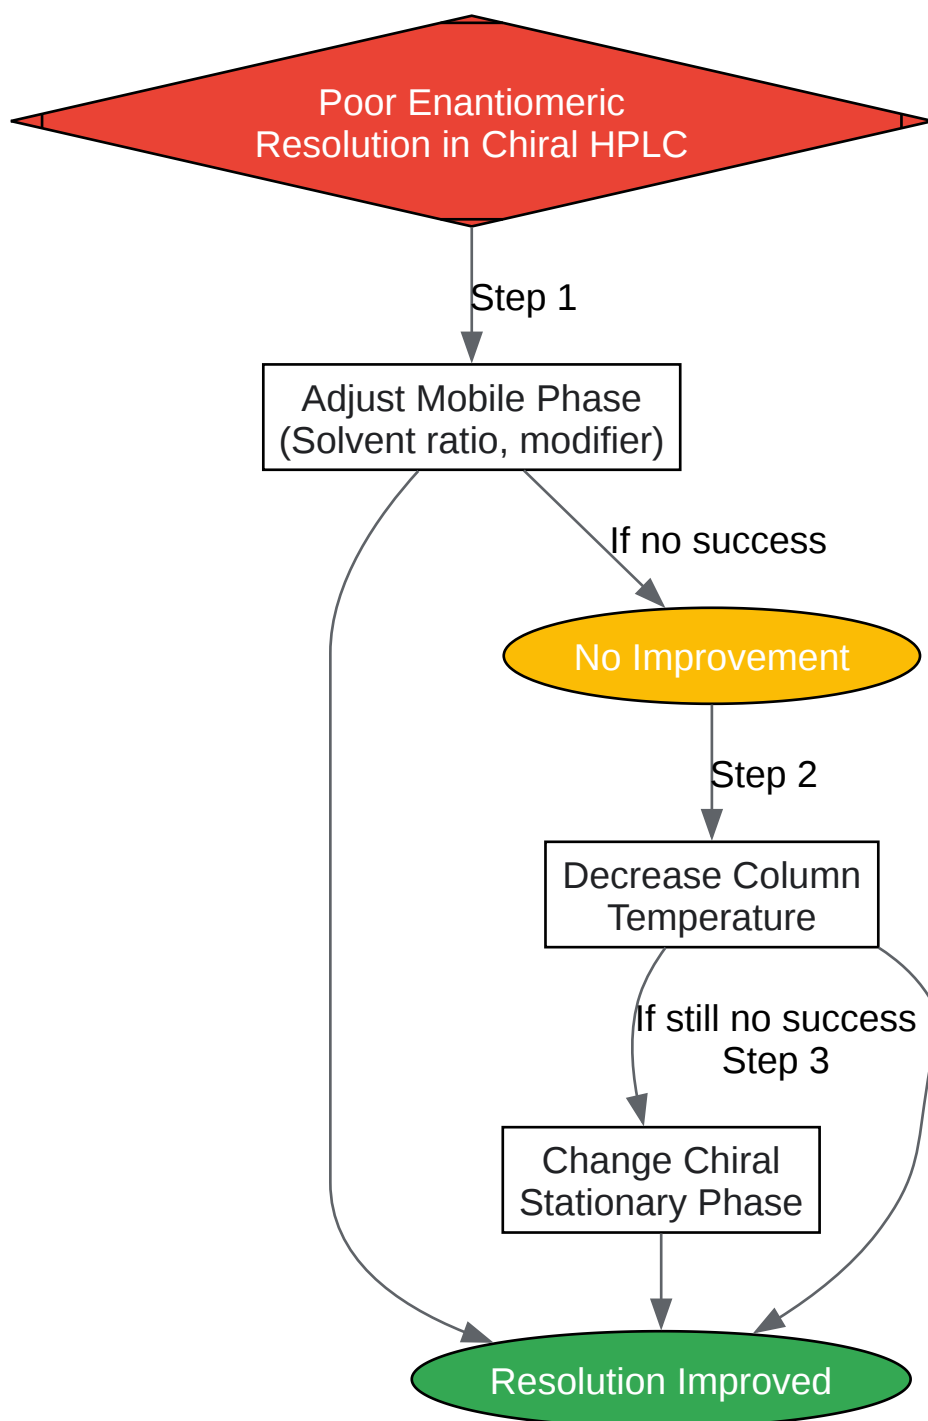 Poor Enantiomeric
Resolution in Chiral HPLC
Step 1
Adjust Mobile Phase
(Solvent ratio, modifier)
If no success
No Improvement
Step 2
Decrease Column
Temperature
If still no success
Step 3
Change Chiral
Stationary Phase
Resolution Improved